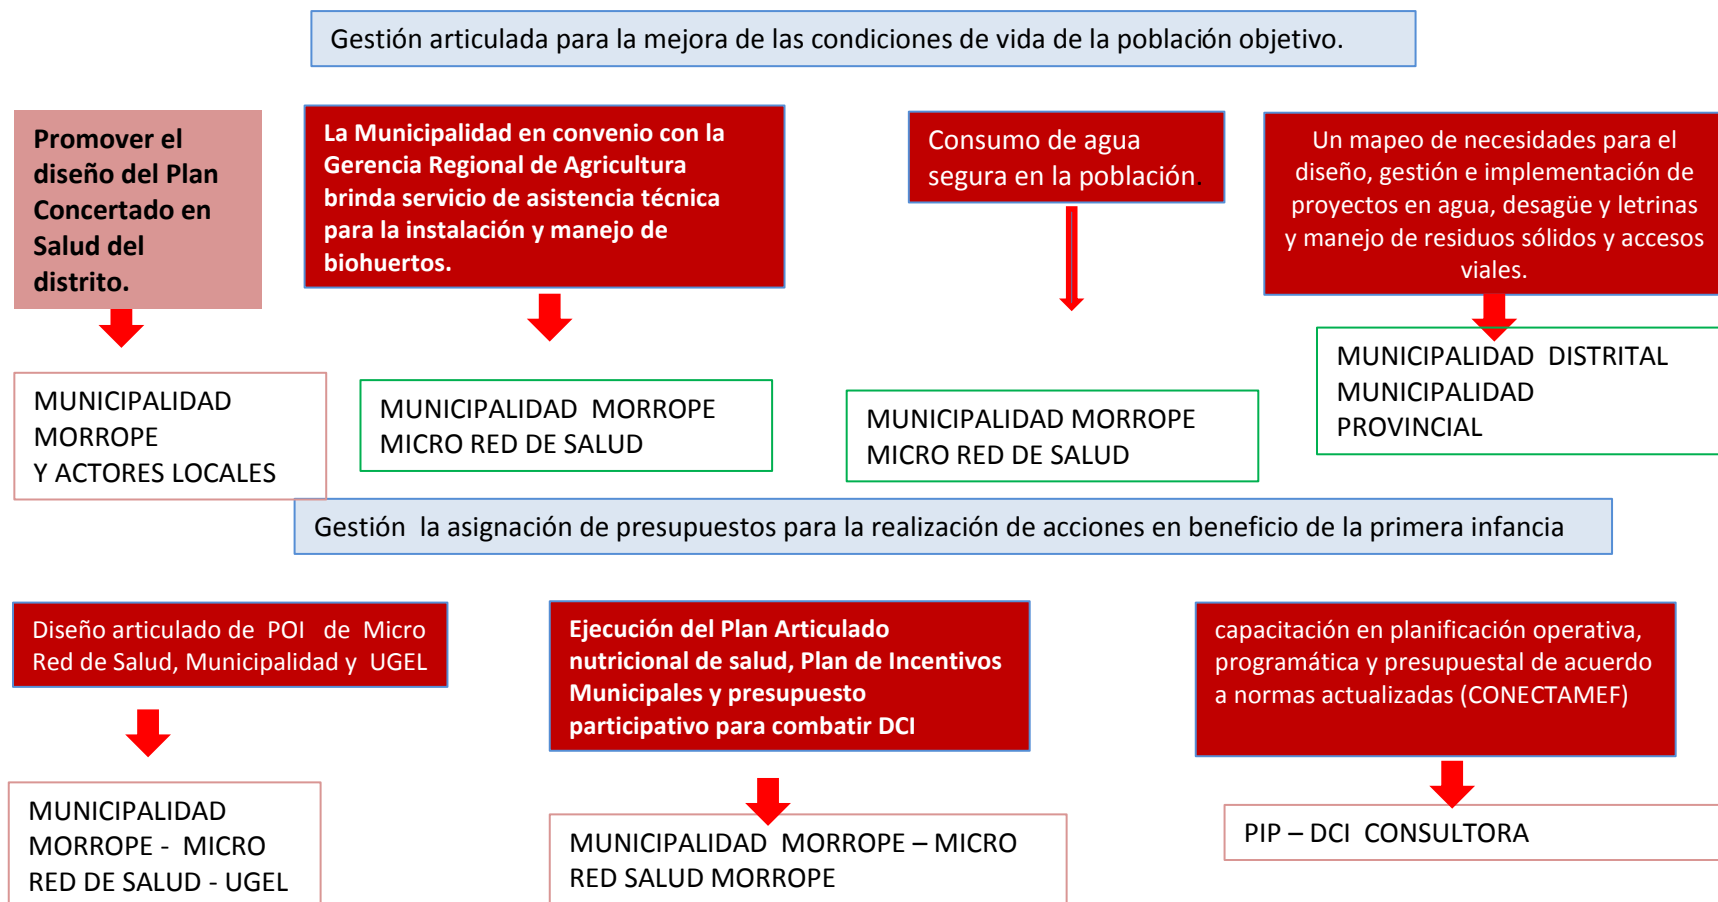 Gestión articulada para la mejora de las condiciones de vida de la población objetivo.
Promover el
diseño del Plan
Concertado en
Salud del
distrito.
La Municipalidad en convenio con la
Gerencia Regional de Agricultura
brinda servicio de asistencia técnica
para la instalación y manejo de
biohuertos.
Consumo de agua
segura en la población.
Un mapeo de necesidades para el
diseño, gestión e implementación de
proyectos en agua, desagüe y letrinas
y manejo de residuos sólidos y accesos
viales.
MUNICIPALIDAD
MORROPE
Y ACTORES LOCALES
MUNICIPALIDAD MORROPE
MICRO RED DE SALUD
MUNICIPALIDAD MORROPE
MICRO RED DE SALUD
MUNICIPALIDAD DISTRITAL
MUNICIPALIDAD
PROVINCIAL
Gestión la asignación de presupuestos para la realización de acciones en beneficio de la primera infancia
Diseño articulado de POI de Micro
Red de Salud, Municipalidad y UGEL
Ejecución del Plan Articulado
nutricional de salud, Plan de Incentivos
Municipales y presupuesto
participativo para combatir DCI
capacitación en planificación operativa,
programática y presupuestal de acuerdo
a normas actualizadas (CONECTAMEF)
MUNICIPALIDAD
MORROPE - MICRO
RED DE SALUD - UGEL
MUNICIPALIDAD MORROPE – MICRO
RED SALUD MORROPE
PIP – DCI CONSULTORA